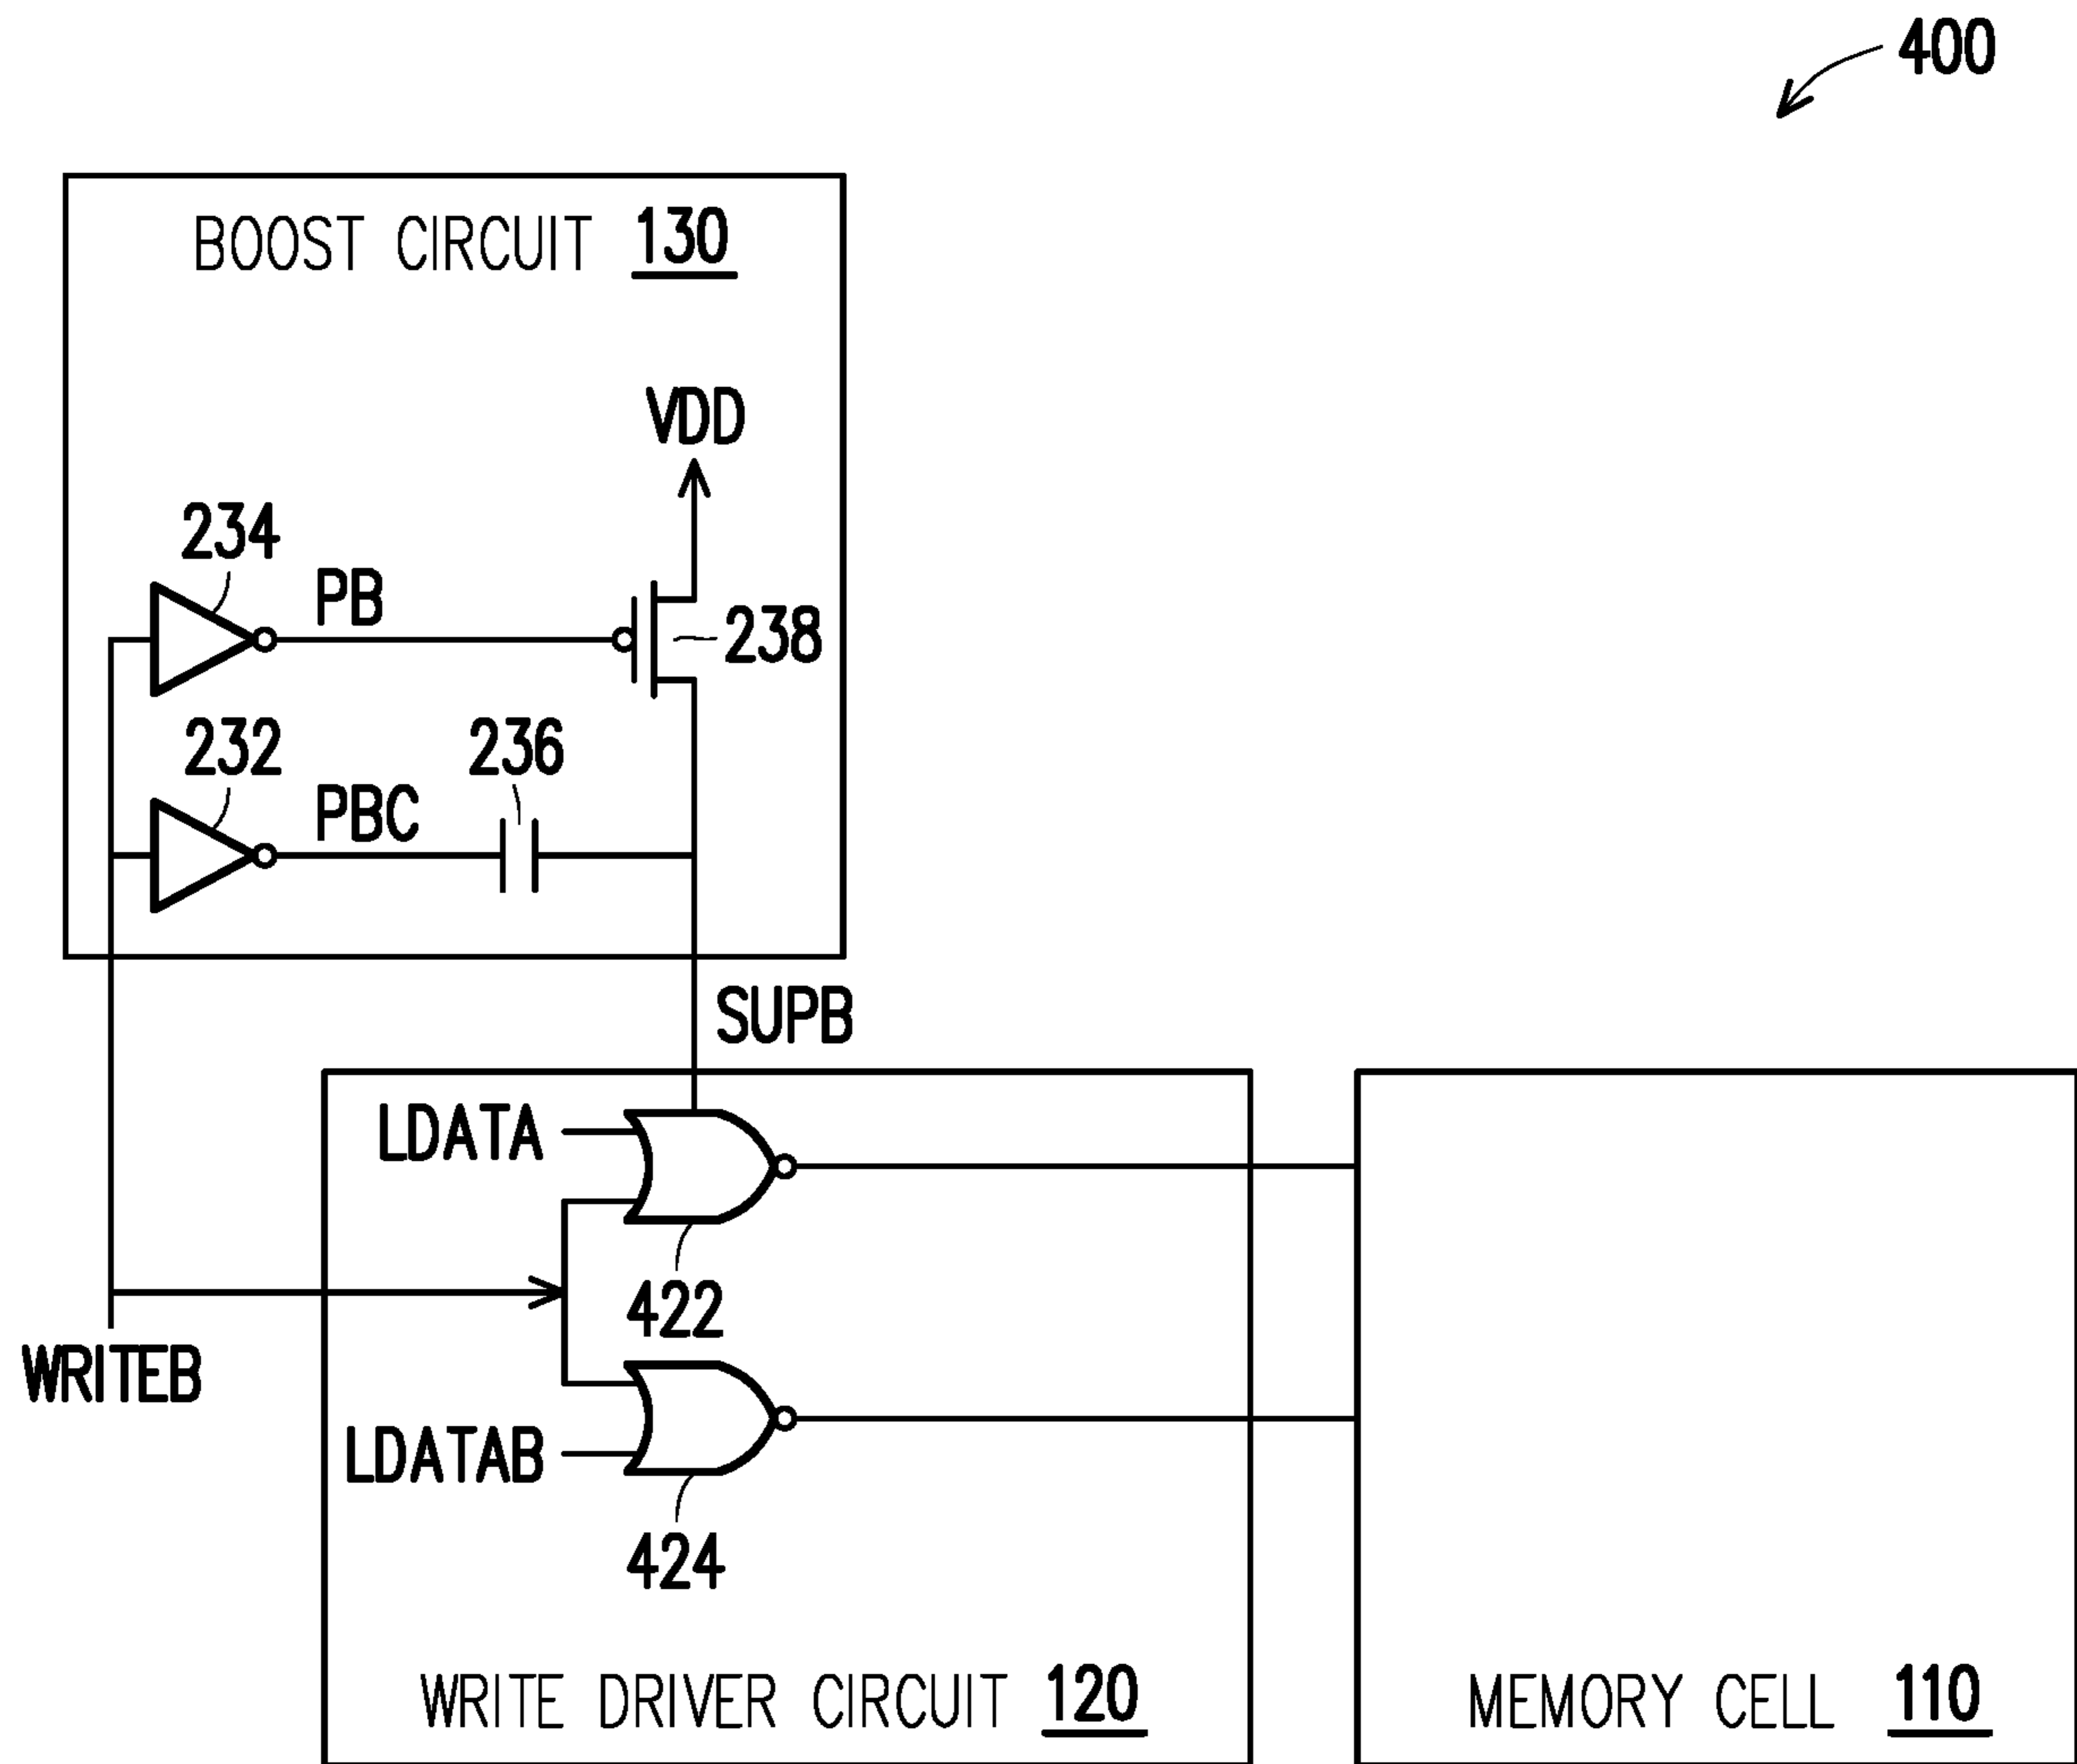 400
BOOST CIRCUIT 130
VDD
234
PB
238
232
PBC
236
SUPB
LDATA
422
WRITEB
LDATAB
424
WRITE DRIVER CIRCUIT 120
MEMORY CELL 110